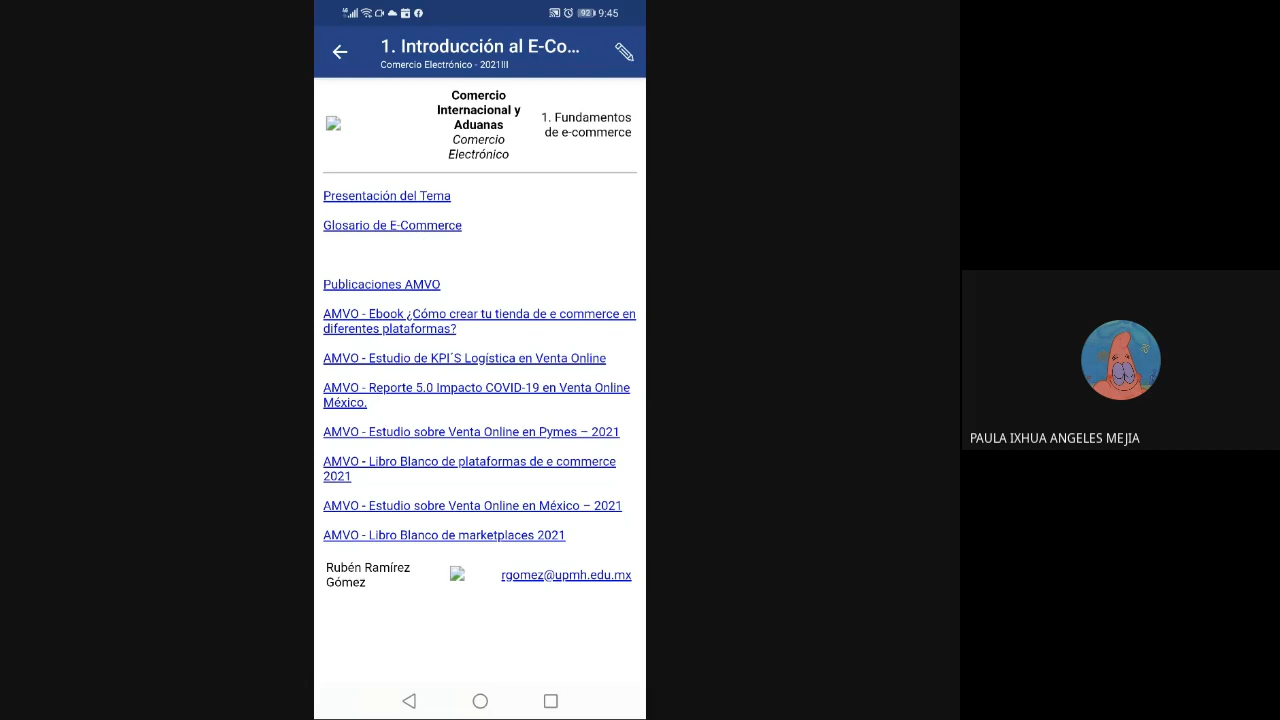 92 9:45
1. Introducción al E-Co...
Comercio Electrónico - 2021III
Comercio
Internacional y
Aduanas
Comercio
Electrónico
1. Fundamentos
de e-commerce
Presentación del Tema
Glosario de E-Commerce
Publicaciones AMVO
AMVO - Ebook ¿Cómo crear tu tienda de e commerce en
diferentes plataformas?
AMVO - Estudio de KPI´S Logística en Venta Online
AMVO - Reporte 5.0 Impacto COVID-19 en Venta Online
México.
AMVO - Estudio sobre Venta Online en Pymes – 2021
AMVO - Libro Blanco de plataformas de e commerce
2021
AMVO - Estudio sobre Venta Online en México – 2021
AMVO - Libro Blanco de marketplaces 2021
Rubén Ramírez
Gómez
rgomez@upmh.edu.mx
PAULA IXHUA ANGELES MEJIA